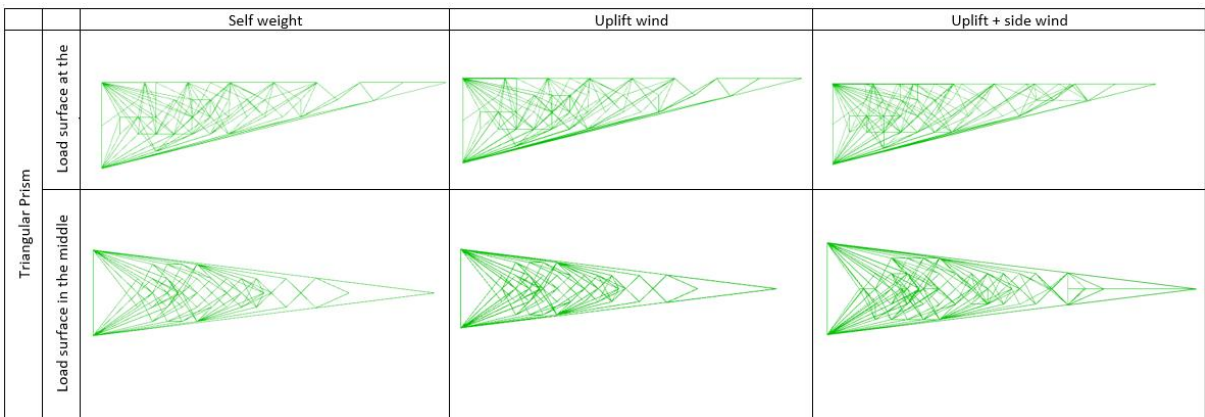 Self weight
Uplift wind
Uplift + side wind
Triangular Prism
Load surface at the
Load surface in the middle